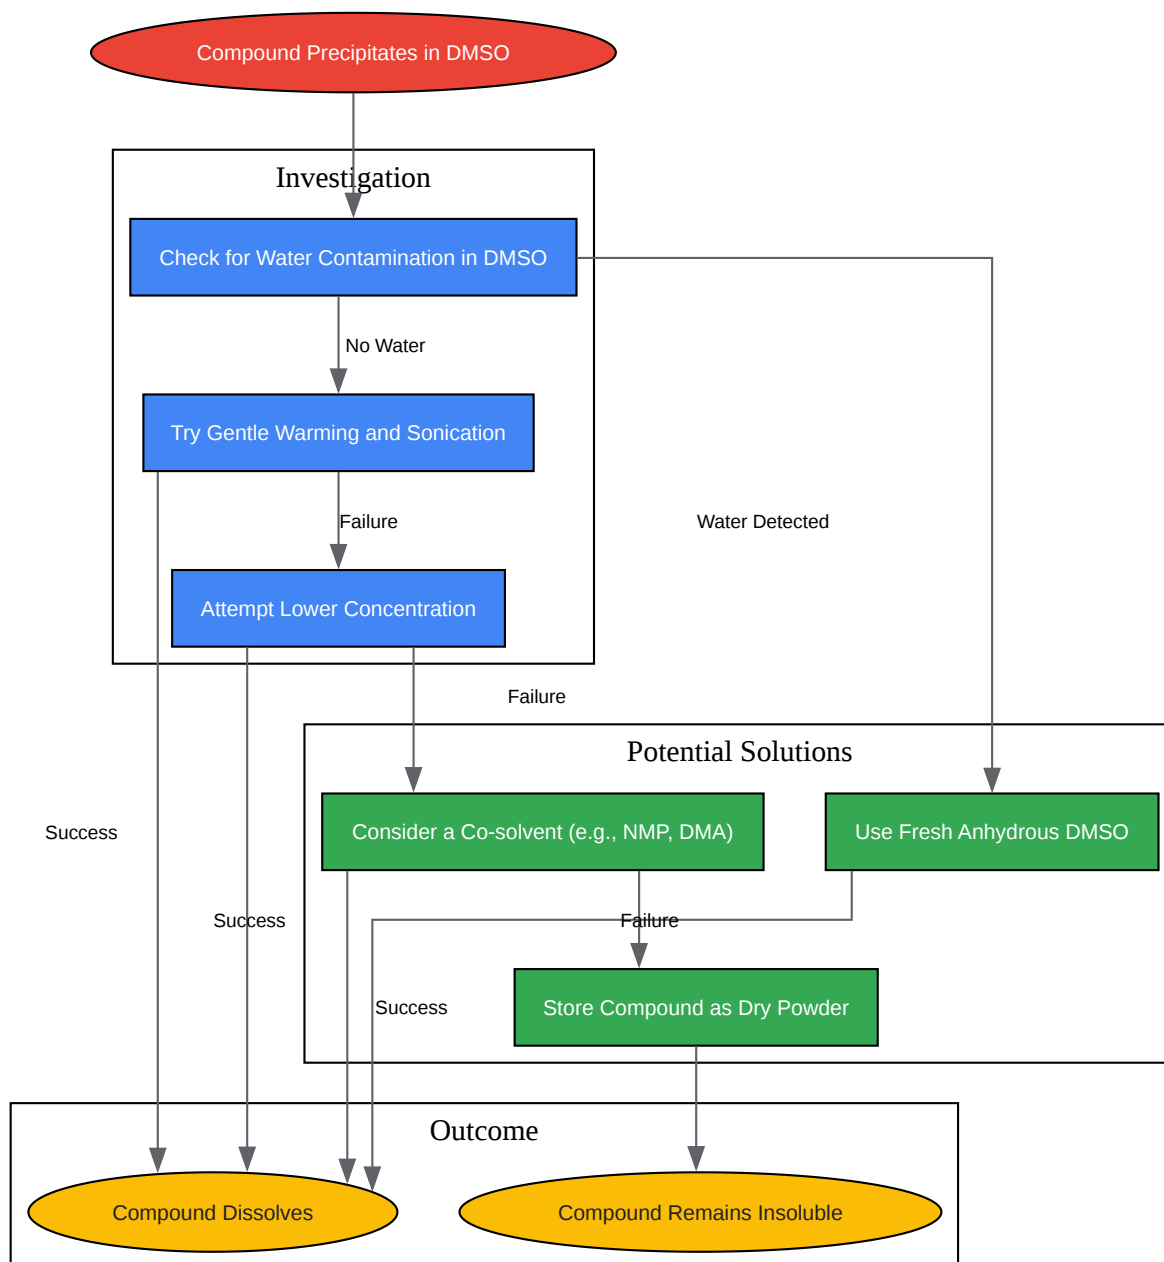 Compound Precipitates in DMSO
Investigation
Check for Water Contamination in DMSO
No Water
Try Gentle Warming and Sonication
Failure
Water Detected
Attempt Lower Concentration
Failure
Potential Solutions
Success
Consider a Co-solvent (e.g., NMP, DMA)
Use Fresh Anhydrous DMSO
Success
Failure
Success
Store Compound as Dry Powder
Outcome
Compound Dissolves
Compound Remains Insoluble